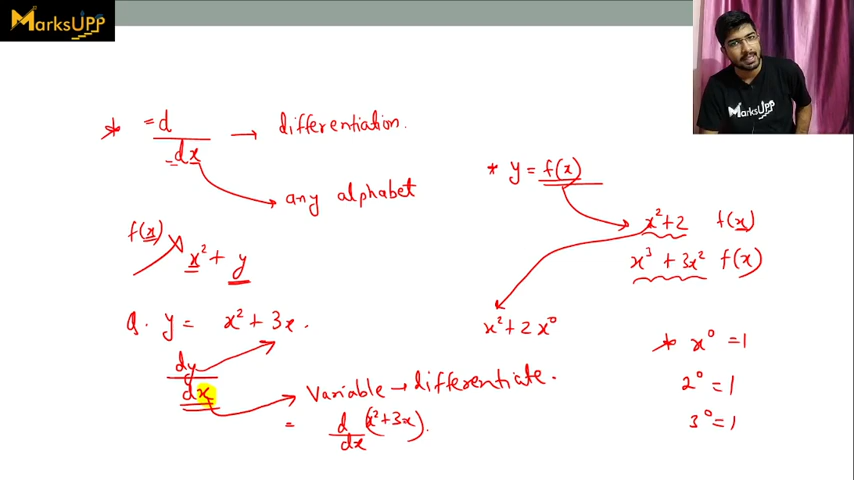 MarksUPP
MarksUPP
* = d/dx → differentiation.
any alphabet
f(x) x² + y
Q. y = x² + 3x.
dy/dx
Variable → differentiate.
= d/dx (x²+3x).
* y = f(x)
x²+2 f(x)
x³ + 3x² f(x)
x²+2x⁰
* x⁰ = 1
2⁰ = 1
3⁰ = 1